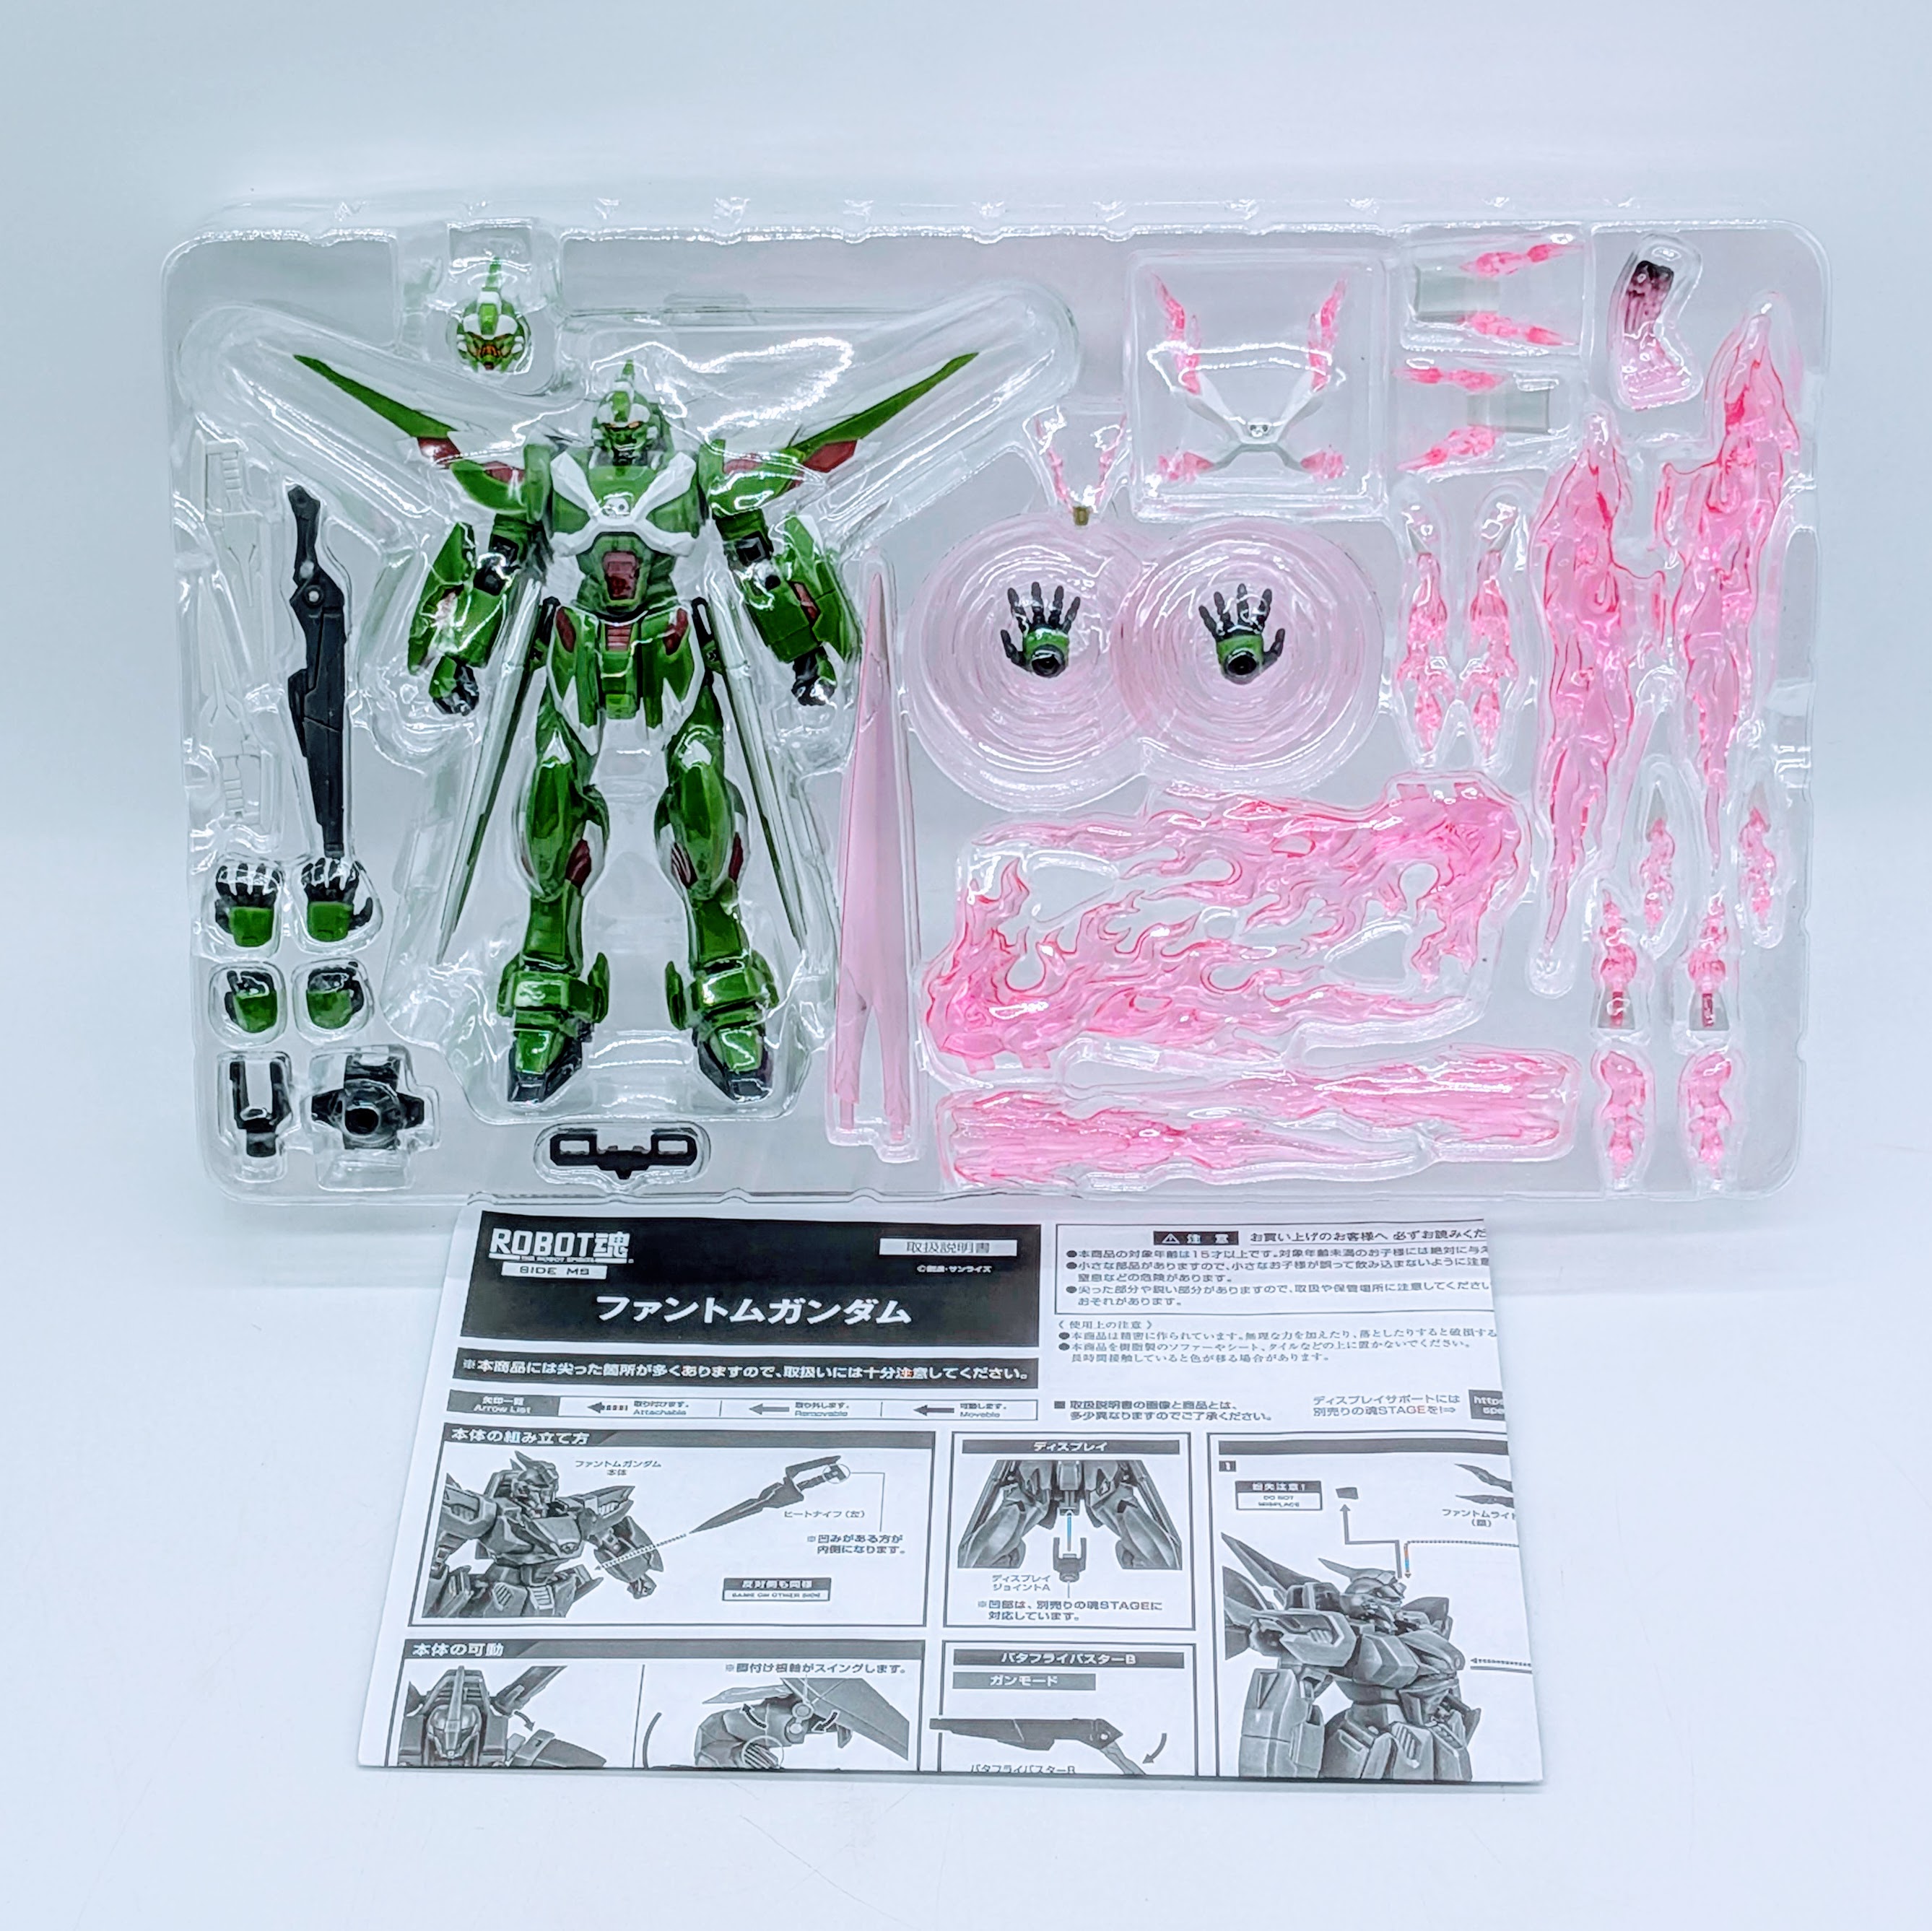 ROBOT魂
THE ROBOT SPIRITS
SIDE MS
取扱説明書
©創通・サンライズ
ファントムガンダム
※本商品には尖った箇所が多くありますので、取扱いには十分注意してください。
矢印一覧
Arrow List
取り付けます。
Attachable
取り外します。
Removable
可動します。
Movable
注 意 お買い上げのお客様へ 必ずお読みくだ
●本商品の対象年齢は15才以上です。対象年齢未満のお子様には絶対に与え
●小さな部品がありますので、小さなお子様が誤って飲み込まないように注意
窒息などの危険があります。
●尖った部分や鋭い部分がありますので、取扱や保管場所に注意してください
おそれがあります。
《 使用上の注意 》
●本商品は精密に作られています。無理な力を加えたり、落としたりすると破損する
●本商品を樹脂製のソファーやシート、タイルなどの上に置かないでください。
長時間接触していると色が移る場合があります。
■ 取扱説明書の画像と商品とは、
多少異なりますのでご了承ください。
ディスプレイサポートには
別売りの魂STAGEを!⇒
https
本体の組み立て方
ファントムガンダム
本体
ヒートナイフ(左)
※凹みがある方が
内側になります。
反対側も同様
SAME ON OTHER SIDE
ディスプレイ
ディスプレイ
ジョイントA
※凹部は、別売りの魂STAGEに
対応しています。
1
紛失注意!
DO NOT
MISPLACE
ファントムライト
本体の可動
※羽付け根軸がスイングします。
バタフライバスターB
ガンモード
バタフライバスターB